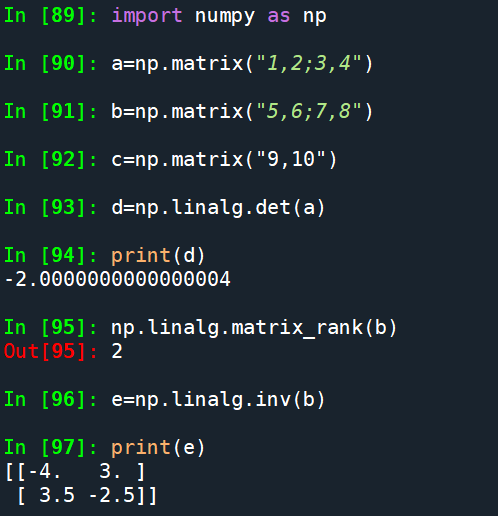 In [89]: import numpy as np
In [90]: a=np.matrix("1,2;3,4")
In [91]: b=np.matrix("5,6;7,8")
In [92]: c=np.matrix("9,10")
In [93]: d=np.linalg.det(a)
In [94]: print(d)
-2.0000000000000004
In [95]: np.linalg.matrix_rank(b)
Out[95]: 2
In [96]: e=np.linalg.inv(b)
In [97]: print(e)
[[-4.   3. ]
 [ 3.5 -2.5]]